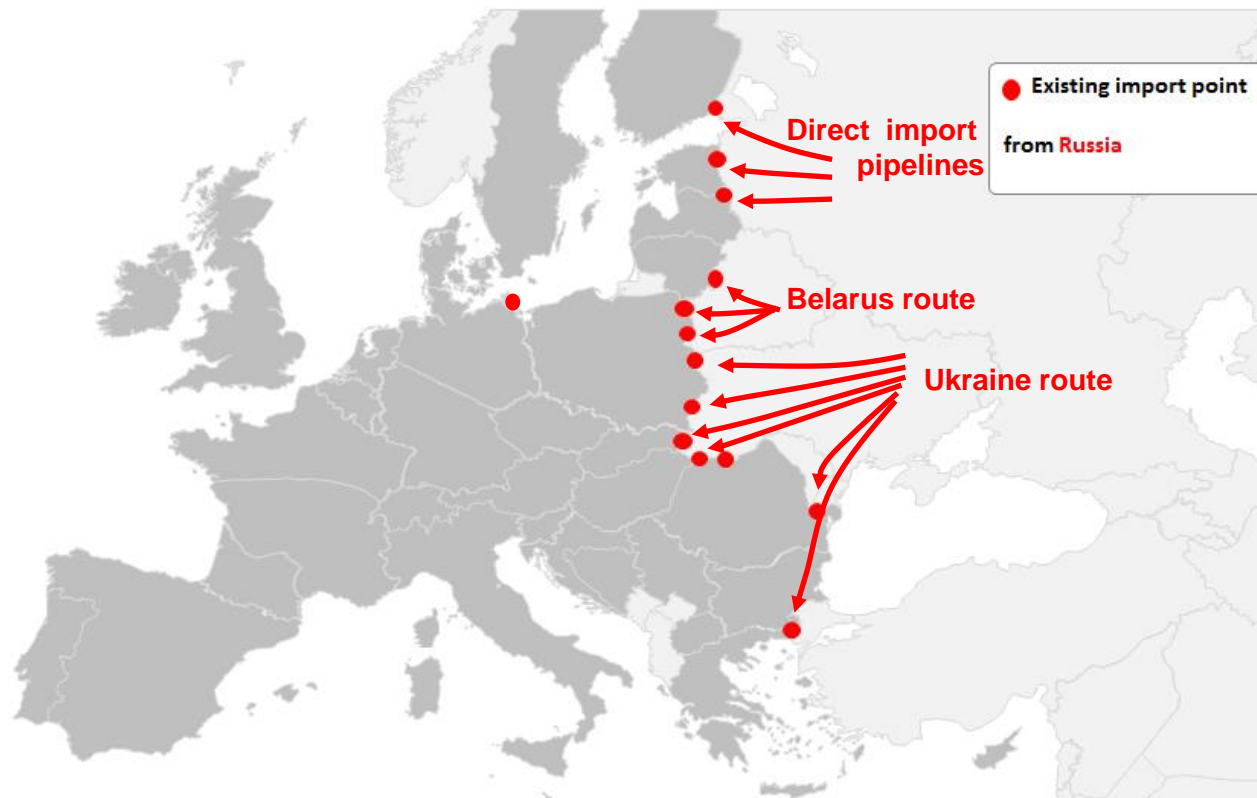 Existing import point
from Russia
Direct import
pipelines
Belarus route
Ukraine route